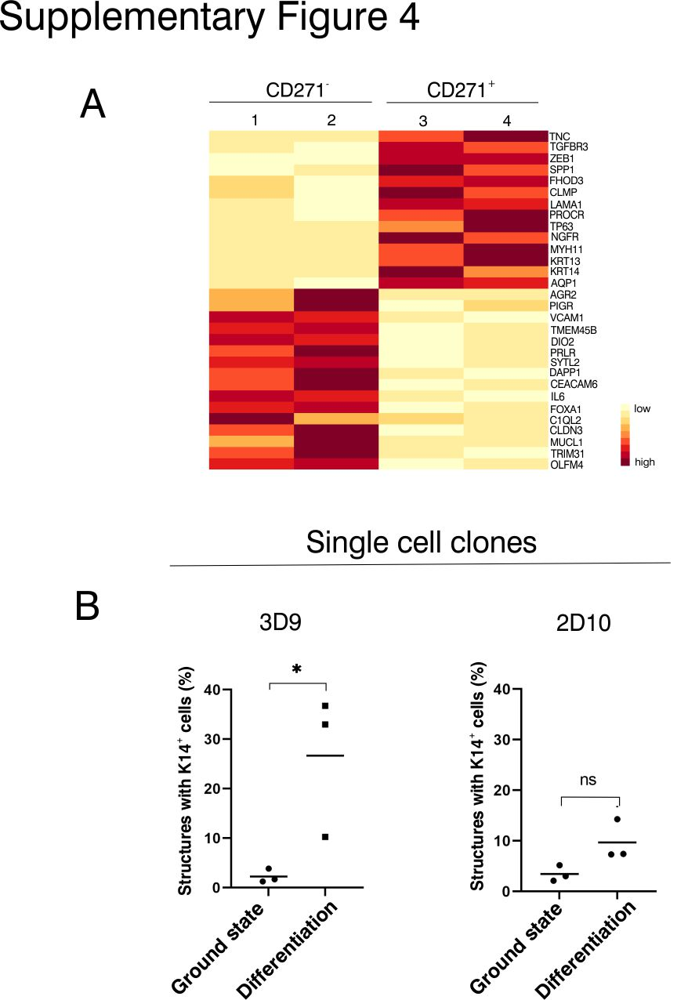 Supplementary Figure 4
A
CD271- CD271+
1 2 3 4
TNC
TGFBR3
ZEB1
SPP1
FHOD3
CLMP
LAMA1
PROCR
TP63
NGFR
MYH11
KRT13
KRT14
AQP1
AGR2
PIGR
VCAM1
TMEM45B
DIO2
PRLR
SYTL2
DAPP1
CEACAM6
IL6
FOXA1
C1QL2
CLDN3
MUCL1
TRIM31
OLFM4
low
high
Single cell clones
B
3D9
Structures with K14+ cells (%)
40
30
20
10
0
*
Ground state
Differentiation
2D10
Structures with K14+ cells (%)
40
30
20
10
0
ns
Ground state
Differentiation